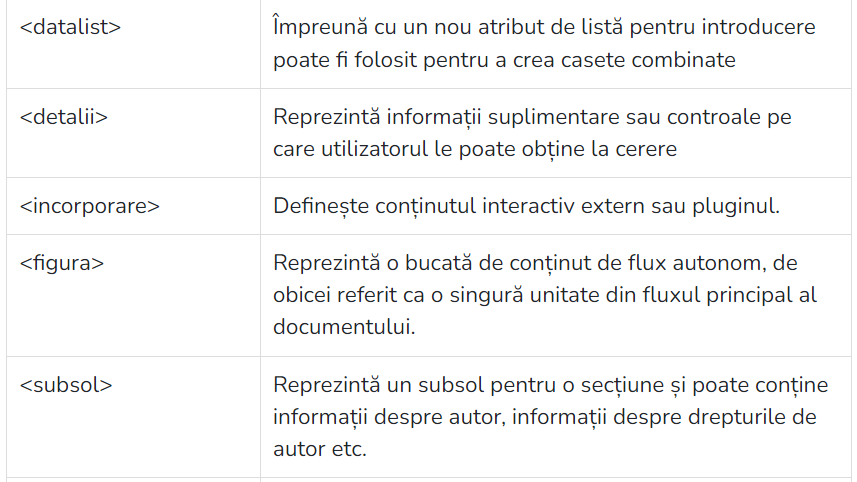 <datalist>
Împreună cu un nou atribut de listă pentru introducere
poate fi folosit pentru a crea casete combinate
<detalii>
Reprezintă informații suplimentare sau controale pe
care utilizatorul le poate obține la cerere
<incorporare>
Definește conținutul interactiv extern sau pluginul.
<figura>
Reprezintă o bucată de conținut de flux autonom, de
obicei referit ca o singură unitate din fluxul principal al
documentului.
<subsol>
Reprezintă un subsol pentru o secțiune și poate conține
informații despre autor, informații despre drepturile de
autor etc.